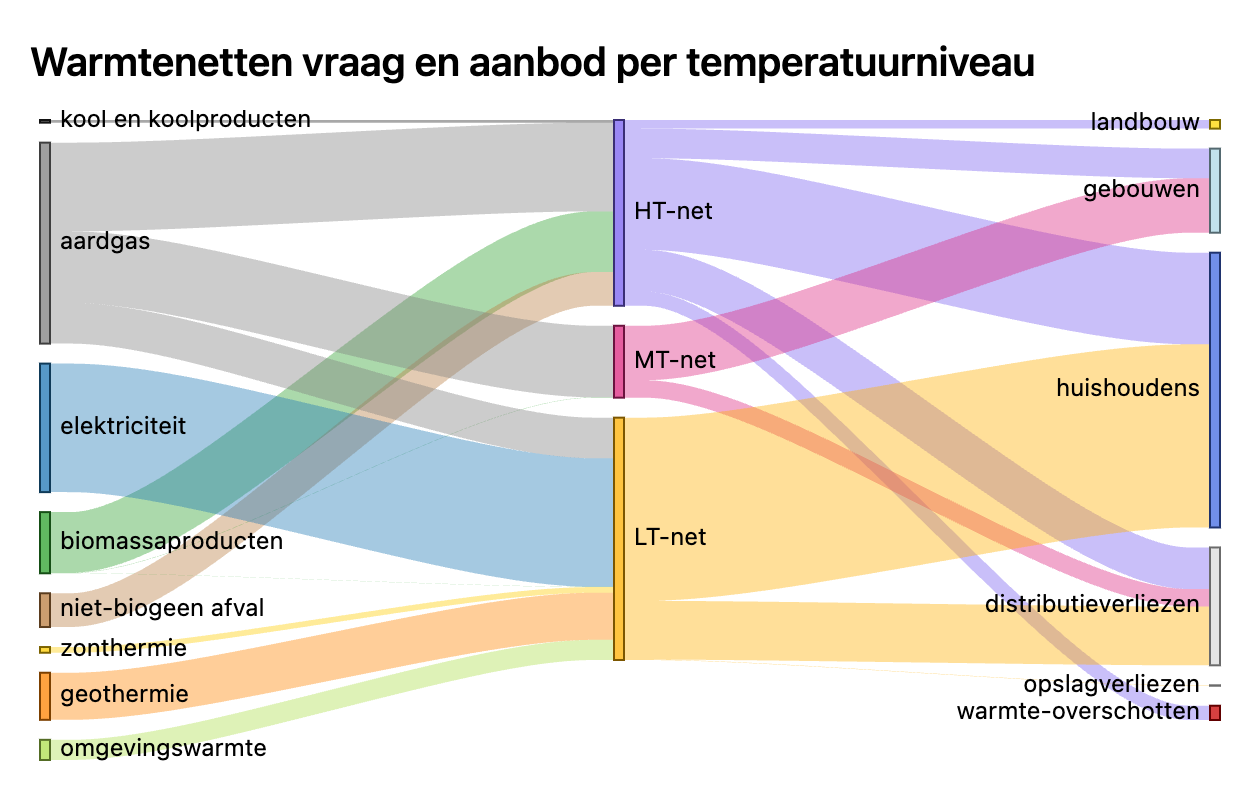 Warmtenetten vraag en aanbod per temperatuurniveau
kool en koolproducten
aardgas
elektriciteit
biomassaproducten
niet-biogeen afval
zonthermie
geothermie
omgevingswarmte
HT-net
MT-net
LT-net
landbouw
gebouwen
huishoudens
distributieverliezen
opslagverliezen
warmte-overschotten